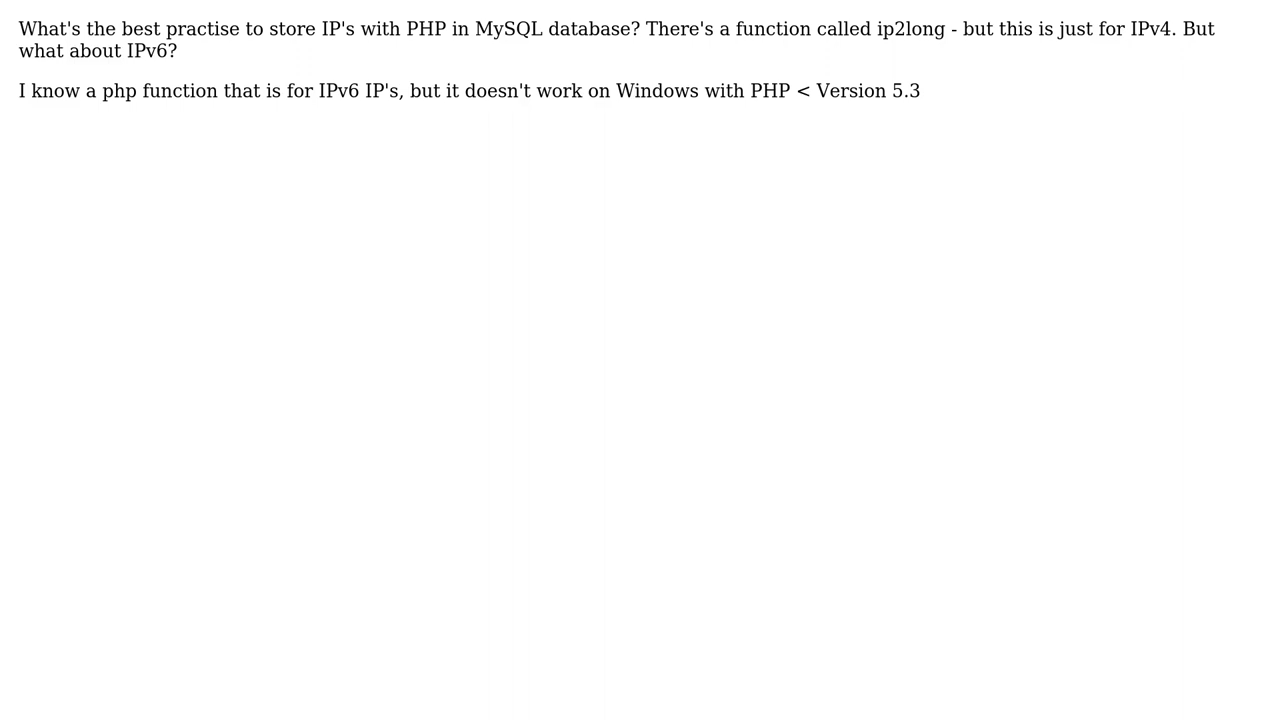 What's the best practise to store IP's with PHP in MySQL database? There's a function called ip2long - but this is just for IPv4. But
what about IPv6?
I know a php function that is for IPv6 IP's, but it doesn't work on Windows with PHP < Version 5.3